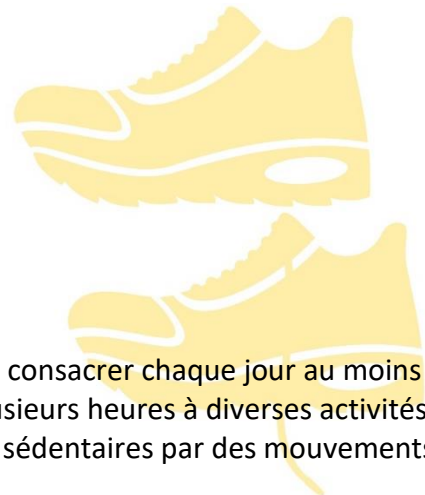 consacrer chaque jour au moins
usieurs heures à diverses activités
sédentaires par des mouvements